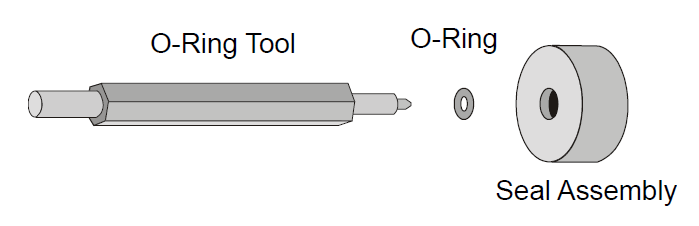 O-Ring Tool
O-Ring
Seal Assembly